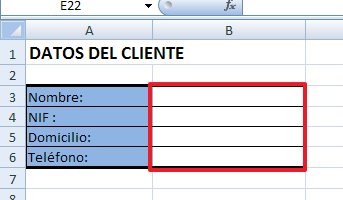 E22
fx
A B
1 DATOS DEL CLIENTE
2
3 Nombre:
4 NIF :
5 Domicilio:
6 Teléfono:
7
8